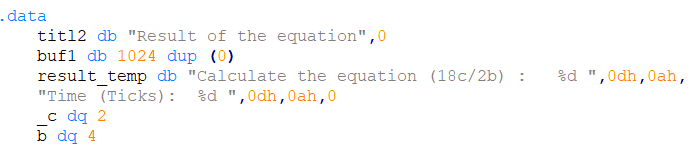 .data
titl2 db "Result of the equation",0
buf1 db 1024 dup (0)
result_temp db "Calculate the equation (18c/2b) :   %d ",0dh,0ah,
"Time (Ticks):  %d ",0dh,0ah,0
_c dq 2
b dq 4